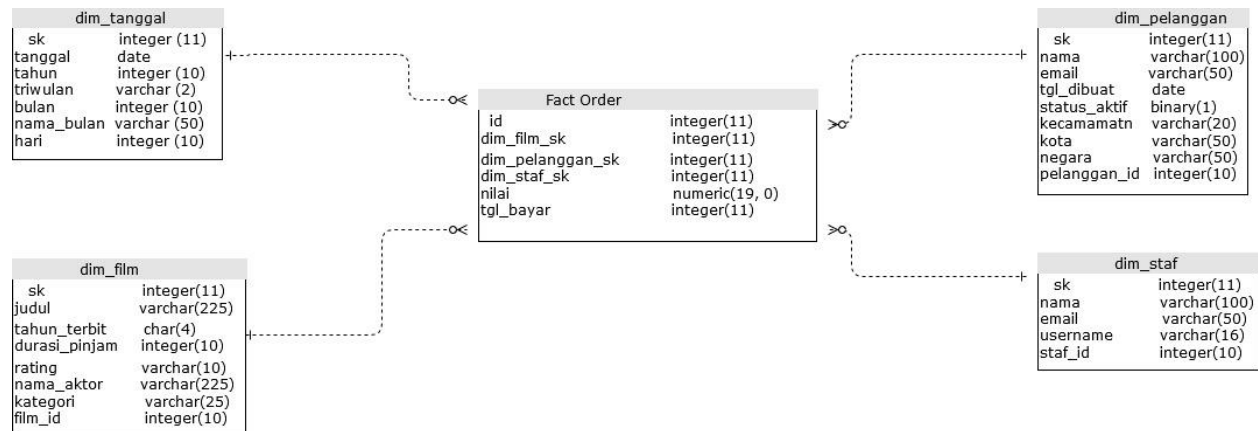 dim_tanggal
sk integer (11)
tanggal date
tahun integer (10)
triwulan varchar (2)
bulan integer (10)
nama_bulan varchar (50)
hari integer (10)
dim_film
sk integer(11)
judul varchar(225)
tahun_terbit char(4)
durasi_pinjam integer(10)
rating varchar(10)
nama_aktor varchar(225)
kategori varchar(25)
film_id integer(10)
Fact Order
id integer(11)
dim_film_sk integer(11)
dim_pelanggan_sk integer(11)
dim_staf_sk integer(11)
nilai numeric(19, 0)
tgl_bayar integer(11)
dim_pelanggan
sk integer(11)
nama varchar(100)
email varchar(50)
tgl_dibuat date
status_aktif binary(1)
kecamamatn varchar(20)
kota varchar(50)
negara varchar(50)
pelanggan_id integer(10)
dim_staf
sk integer(11)
nama varchar(100)
email varchar(50)
username varchar(16)
staf_id integer(10)